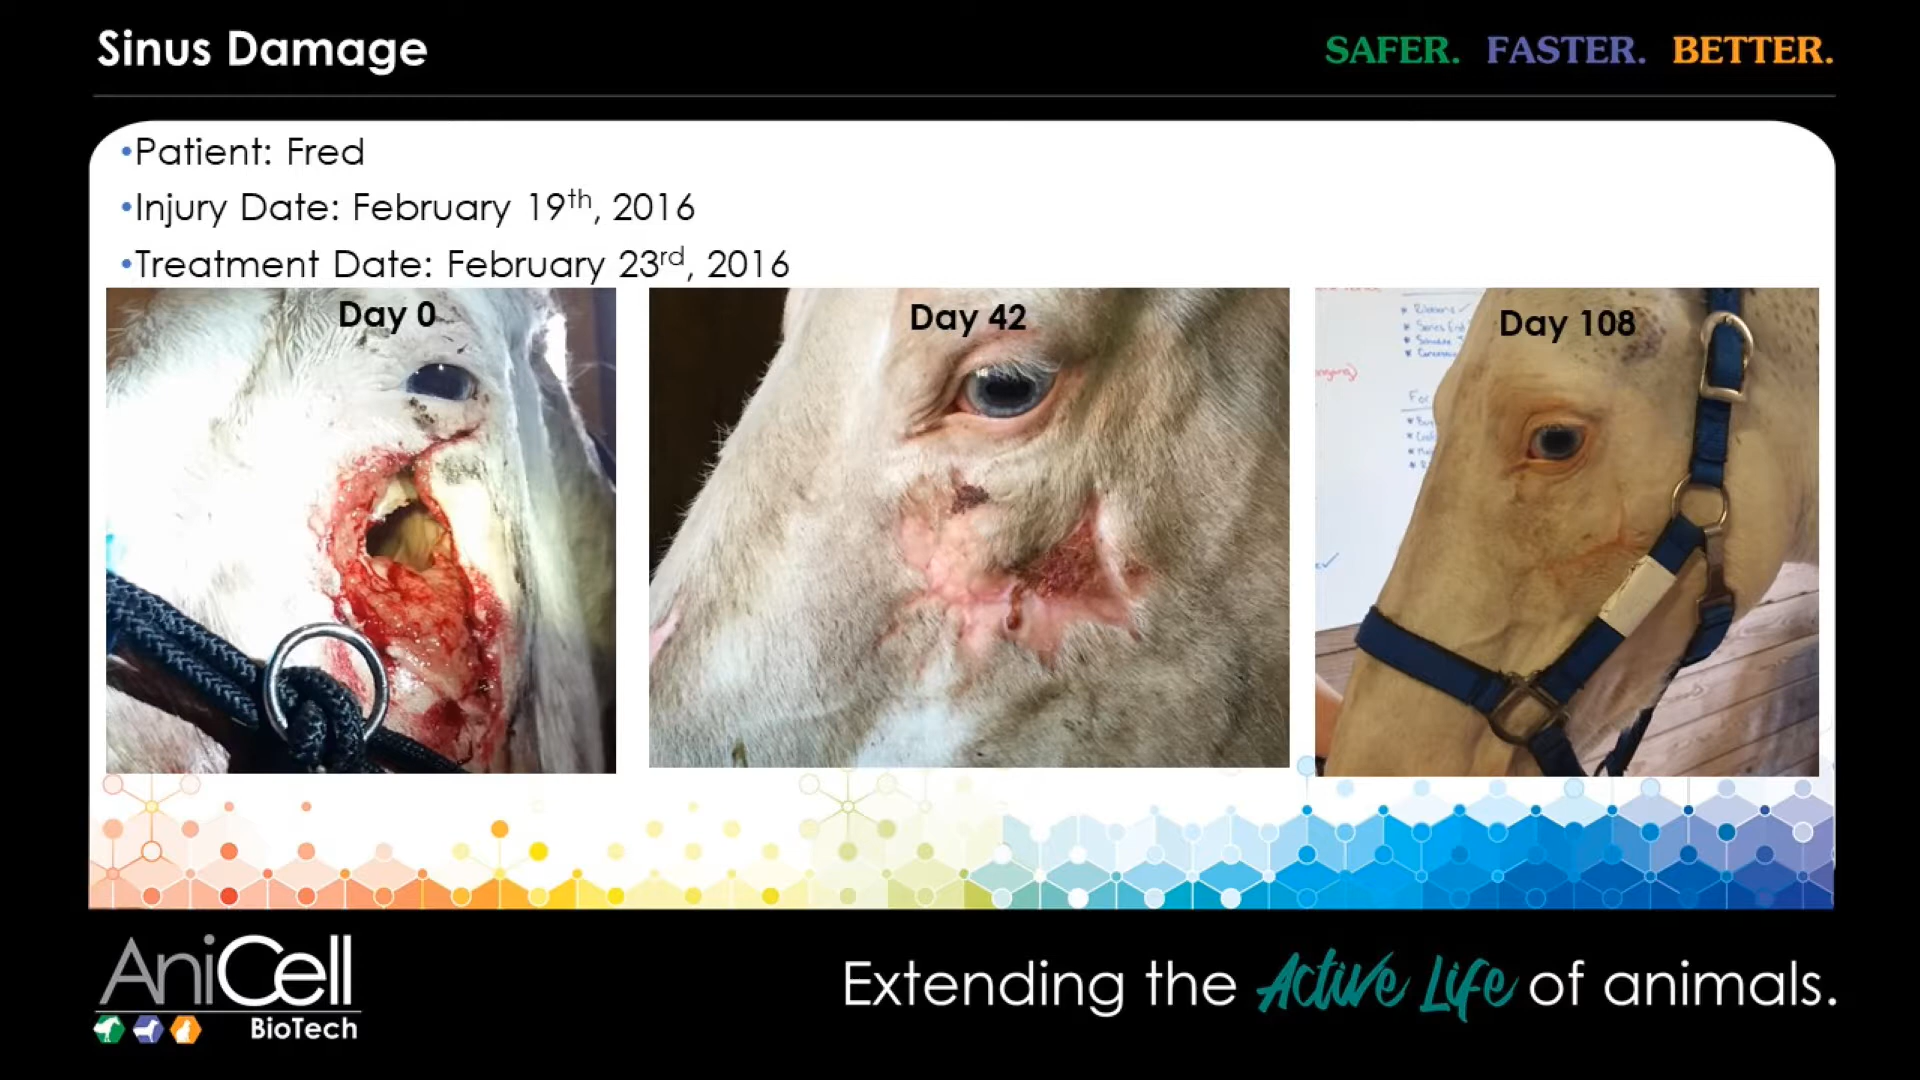 Sinus Damage
SAFER. FASTER. BETTER.
•Patient: Fred
•Injury Date: February 19th, 2016
•Treatment Date: February 23rd, 2016
Day 0
Day 42
Day 108
For
AniCell
BioTech
Extending the Active Life of animals.